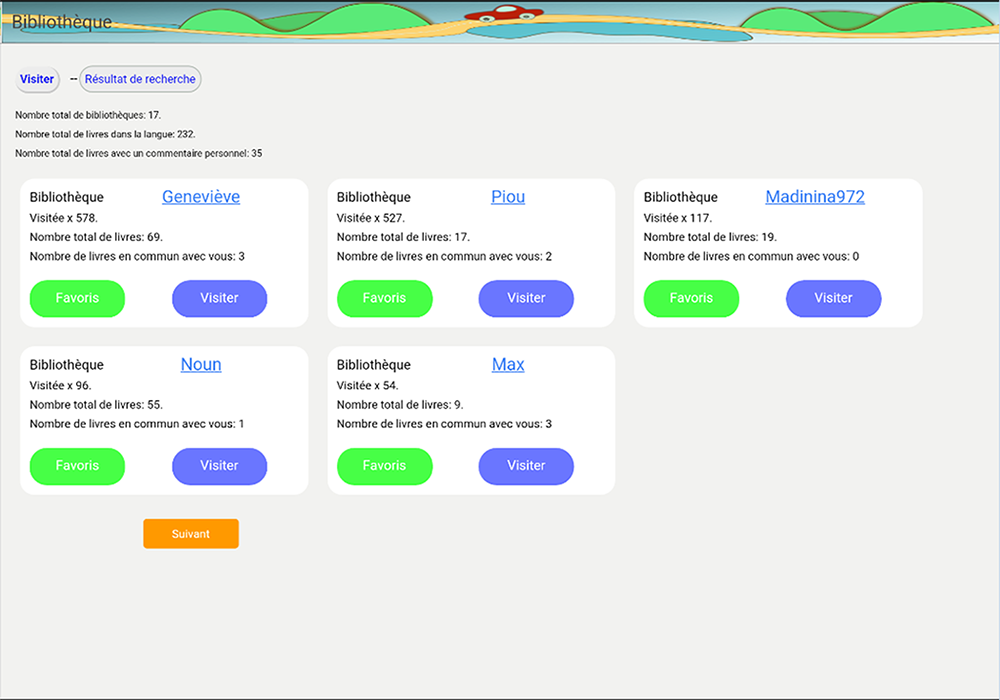 Bibliothèque
Visiter -- Résultat de recherche
Nombre total de bibliothèques: 17.
Nombre total de livres dans la langue: 232.
Nombre total de livres avec un commentaire personnel: 35
Bibliothèque Geneviève
Visitée x 578.
Nombre total de livres: 69.
Nombre de livres en commun avec vous: 3
Favoris Visiter
Bibliothèque Piou
Visitée x 527.
Nombre total de livres: 17.
Nombre de livres en commun avec vous: 2
Favoris Visiter
Bibliothèque Madinina972
Visitée x 117.
Nombre total de livres: 19.
Nombre de livres en commun avec vous: 0
Favoris Visiter
Bibliothèque Noun
Visitée x 96.
Nombre total de livres: 55.
Nombre de livres en commun avec vous: 1
Favoris Visiter
Bibliothèque Max
Visitée x 54.
Nombre total de livres: 9.
Nombre de livres en commun avec vous: 3
Favoris Visiter
Suivant